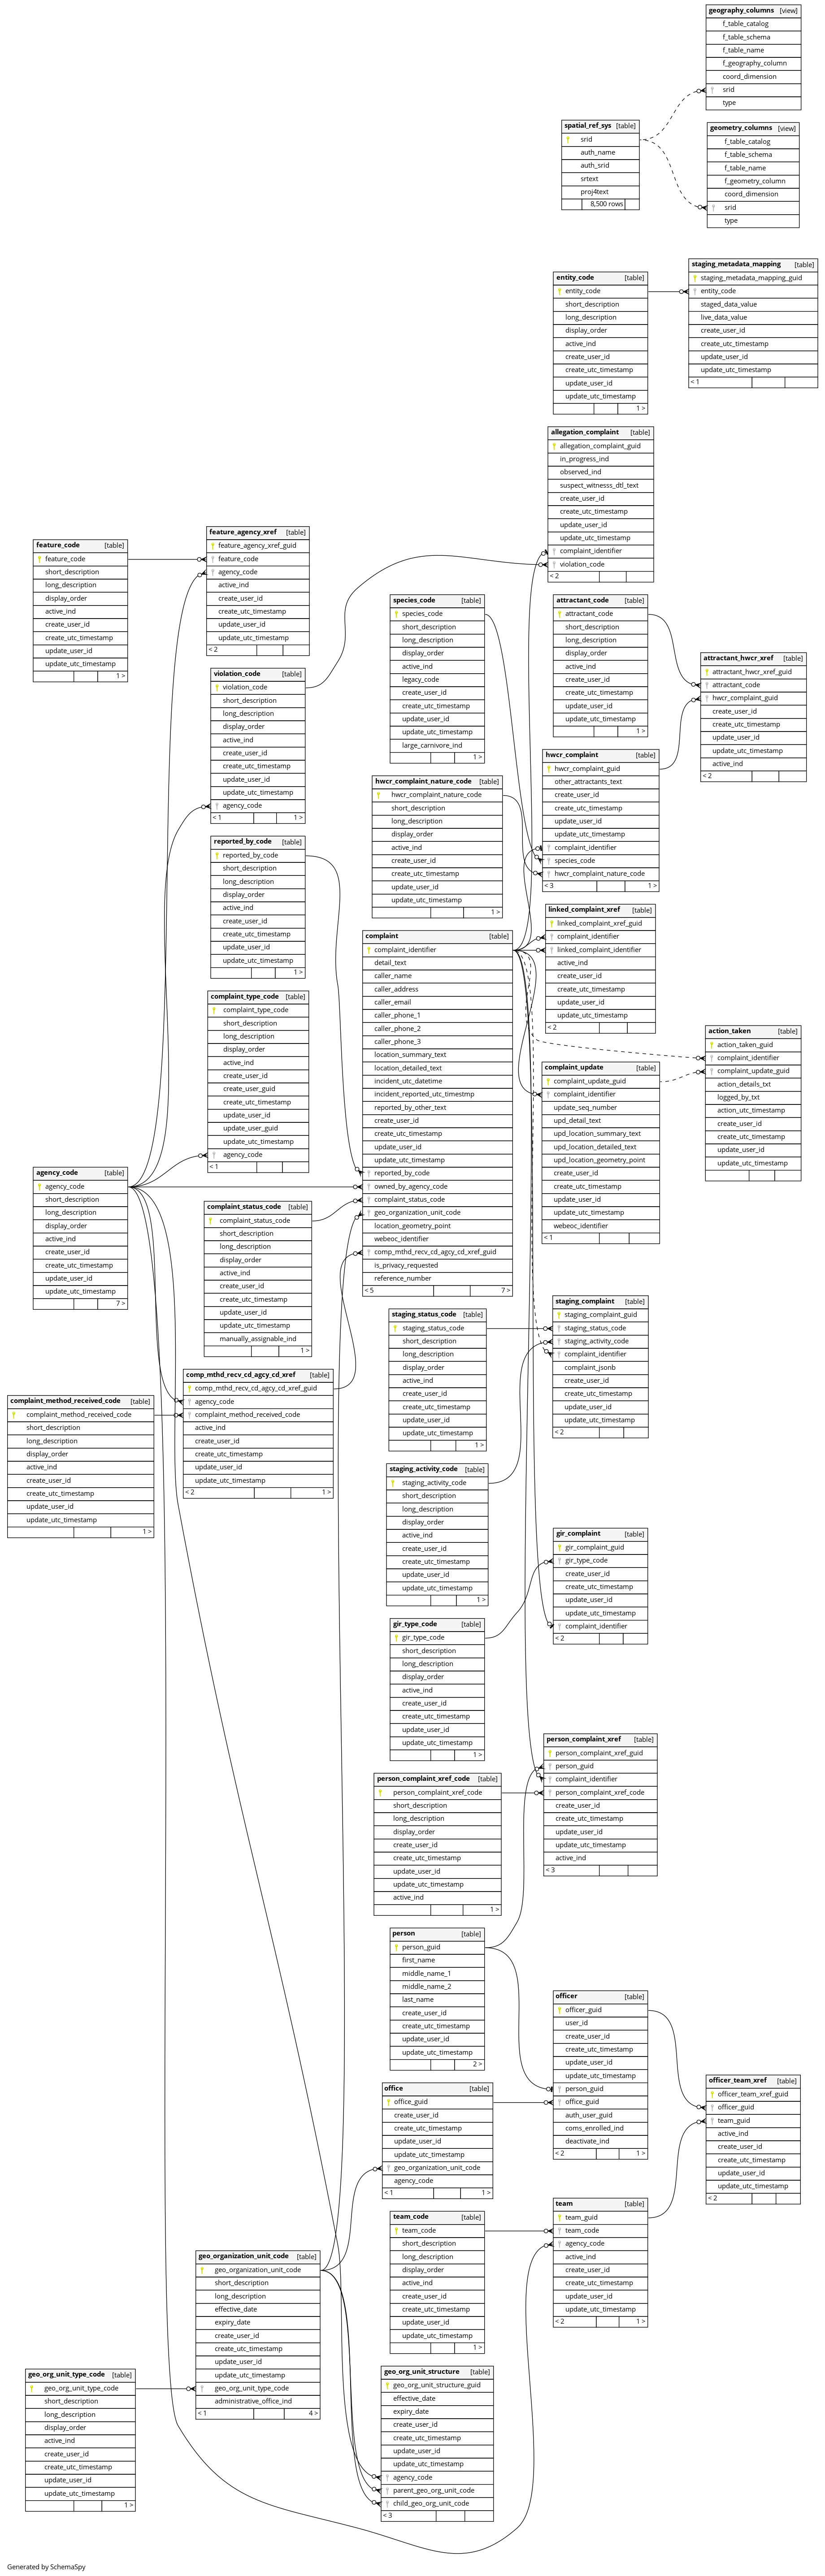 geography_columns [view]
f_table_catalog
f_table_schema
f_table_name
f_geography_column
coord_dimension
srid
type
spatial_ref_sys [table]
srid
auth_name
auth_srid
srtext
proj4text
8,500 rows
geometry_columns [view]
f_table_catalog
f_table_schema
f_table_name
f_geometry_column
coord_dimension
srid
type
staging_metadata_mapping [table]
staging_metadata_mapping_guid
entity_code
staged_data_value
live_data_value
create_user_id
create_utc_timestamp
update_user_id
update_utc_timestamp
< 1
entity_code [table]
entity_code
short_description
long_description
display_order
active_ind
create_user_id
create_utc_timestamp
update_user_id
update_utc_timestamp
1 >
allegation_complaint [table]
allegation_complaint_guid
in_progress_ind
observed_ind
suspect_witnesss_dtl_text
create_user_id
create_utc_timestamp
update_user_id
update_utc_timestamp
complaint_identifier
violation_code
< 2
feature_code [table]
feature_code
short_description
long_description
display_order
active_ind
create_user_id
create_utc_timestamp
update_user_id
update_utc_timestamp
1 >
feature_agency_xref [table]
feature_agency_xref_guid
feature_code
agency_code
active_ind
create_user_id
create_utc_timestamp
update_user_id
update_utc_timestamp
< 2
species_code [table]
species_code
short_description
long_description
display_order
active_ind
legacy_code
create_user_id
create_utc_timestamp
update_user_id
update_utc_timestamp
large_carnivore_ind
1 >
attractant_code [table]
attractant_code
short_description
long_description
display_order
active_ind
create_user_id
create_utc_timestamp
update_user_id
update_utc_timestamp
1 >
attractant_hwcr_xref [table]
attractant_hwcr_xref_guid
attractant_code
hwcr_complaint_guid
create_user_id
create_utc_timestamp
update_user_id
update_utc_timestamp
active_ind
< 2
violation_code [table]
violation_code
short_description
long_description
display_order
active_ind
create_user_id
create_utc_timestamp
update_user_id
update_utc_timestamp
agency_code
< 1 1 >
hwcr_complaint [table]
hwcr_complaint_guid
other_attractants_text
create_user_id
create_utc_timestamp
update_user_id
update_utc_timestamp
complaint_identifier
species_code
hwcr_complaint_nature_code
< 3 1 >
hwcr_complaint_nature_code [table]
hwcr_complaint_nature_code
short_description
long_description
display_order
active_ind
create_user_id
create_utc_timestamp
update_user_id
update_utc_timestamp
1 >
reported_by_code [table]
reported_by_code
short_description
long_description
display_order
active_ind
create_user_id
create_utc_timestamp
update_user_id
update_utc_timestamp
1 >
linked_complaint_xref [table]
linked_complaint_xref_guid
complaint_identifier
linked_complaint_identifier
active_ind
create_user_id
create_utc_timestamp
update_user_id
update_utc_timestamp
< 2
complaint [table]
complaint_identifier
detail_text
caller_name
caller_address
caller_email
caller_phone_1
caller_phone_2
caller_phone_3
location_summary_text
location_detailed_text
incident_utc_datetime
incident_reported_utc_timestmp
reported_by_other_text
create_user_id
create_utc_timestamp
update_user_id
update_utc_timestamp
reported_by_code
owned_by_agency_code
complaint_status_code
geo_organization_unit_code
location_geometry_point
webeoc_identifier
comp_mthd_recv_cd_agcy_cd_xref_guid
is_privacy_requested
reference_number
< 5 7 >
complaint_type_code [table]
complaint_type_code
short_description
long_description
display_order
active_ind
create_user_id
create_user_guid
create_utc_timestamp
update_user_id
update_user_guid
update_utc_timestamp
agency_code
< 1
action_taken [table]
action_taken_guid
complaint_identifier
complaint_update_guid
action_details_txt
logged_by_txt
action_utc_timestamp
create_user_id
create_utc_timestamp
update_user_id
update_utc_timestamp
complaint_update [table]
complaint_update_guid
complaint_identifier
update_seq_number
upd_detail_text
upd_location_summary_text
upd_location_detailed_text
upd_location_geometry_point
create_user_id
create_utc_timestamp
update_user_id
update_utc_timestamp
webeoc_identifier
< 1
agency_code [table]
agency_code
short_description
long_description
display_order
active_ind
create_user_id
create_utc_timestamp
update_user_id
update_utc_timestamp
7 >
complaint_status_code [table]
complaint_status_code
short_description
long_description
display_order
active_ind
create_user_id
create_utc_timestamp
update_user_id
update_utc_timestamp
manually_assignable_ind
1 >
staging_complaint [table]
staging_complaint_guid
staging_status_code
staging_activity_code
complaint_identifier
complaint_jsonb
create_user_id
create_utc_timestamp
update_user_id
update_utc_timestamp
< 2
staging_status_code [table]
staging_status_code
short_description
long_description
display_order
active_ind
create_user_id
create_utc_timestamp
update_user_id
update_utc_timestamp
1 >
comp_mthd_recv_cd_agcy_cd_xref [table]
comp_mthd_recv_cd_agcy_cd_xref_guid
agency_code
complaint_method_received_code
active_ind
create_user_id
create_utc_timestamp
update_user_id
update_utc_timestamp
< 2 1 >
complaint_method_received_code [table]
complaint_method_received_code
short_description
long_description
display_order
active_ind
create_user_id
create_utc_timestamp
update_user_id
update_utc_timestamp
1 >
staging_activity_code [table]
staging_activity_code
short_description
long_description
display_order
active_ind
create_user_id
create_utc_timestamp
update_user_id
update_utc_timestamp
1 >
gir_complaint [table]
gir_complaint_guid
gir_type_code
create_user_id
create_utc_timestamp
update_user_id
update_utc_timestamp
complaint_identifier
< 2
gir_type_code [table]
gir_type_code
short_description
long_description
display_order
active_ind
create_user_id
create_utc_timestamp
update_user_id
update_utc_timestamp
1 >
person_complaint_xref [table]
person_complaint_xref_guid
person_guid
complaint_identifier
person_complaint_xref_code
create_user_id
create_utc_timestamp
update_user_id
update_utc_timestamp
active_ind
< 3
person_complaint_xref_code [table]
person_complaint_xref_code
short_description
long_description
display_order
create_user_id
create_utc_timestamp
update_user_id
update_utc_timestamp
active_ind
1 >
person [table]
person_guid
first_name
middle_name_1
middle_name_2
last_name
create_user_id
create_utc_timestamp
update_user_id
update_utc_timestamp
2 >
officer [table]
officer_guid
user_id
create_user_id
create_utc_timestamp
update_user_id
update_utc_timestamp
person_guid
office_guid
auth_user_guid
coms_enrolled_ind
deactivate_ind
< 2 1 >
officer_team_xref [table]
officer_team_xref_guid
officer_guid
team_guid
active_ind
create_user_id
create_utc_timestamp
update_user_id
update_utc_timestamp
< 2
office [table]
office_guid
create_user_id
create_utc_timestamp
update_user_id
update_utc_timestamp
geo_organization_unit_code
agency_code
< 1 1 >
team [table]
team_guid
team_code
agency_code
active_ind
create_user_id
create_utc_timestamp
update_user_id
update_utc_timestamp
< 2 1 >
team_code [table]
team_code
short_description
long_description
display_order
active_ind
create_user_id
create_utc_timestamp
update_user_id
update_utc_timestamp
1 >
geo_organization_unit_code [table]
geo_organization_unit_code
short_description
long_description
effective_date
expiry_date
create_user_id
create_utc_timestamp
update_user_id
update_utc_timestamp
geo_org_unit_type_code
administrative_office_ind
< 1 4 >
geo_org_unit_type_code [table]
geo_org_unit_type_code
short_description
long_description
display_order
active_ind
create_user_id
create_utc_timestamp
update_user_id
update_utc_timestamp
1 >
geo_org_unit_structure [table]
geo_org_unit_structure_guid
effective_date
expiry_date
create_user_id
create_utc_timestamp
update_user_id
update_utc_timestamp
agency_code
parent_geo_org_unit_code
child_geo_org_unit_code
< 3
Generated by SchemaSpy